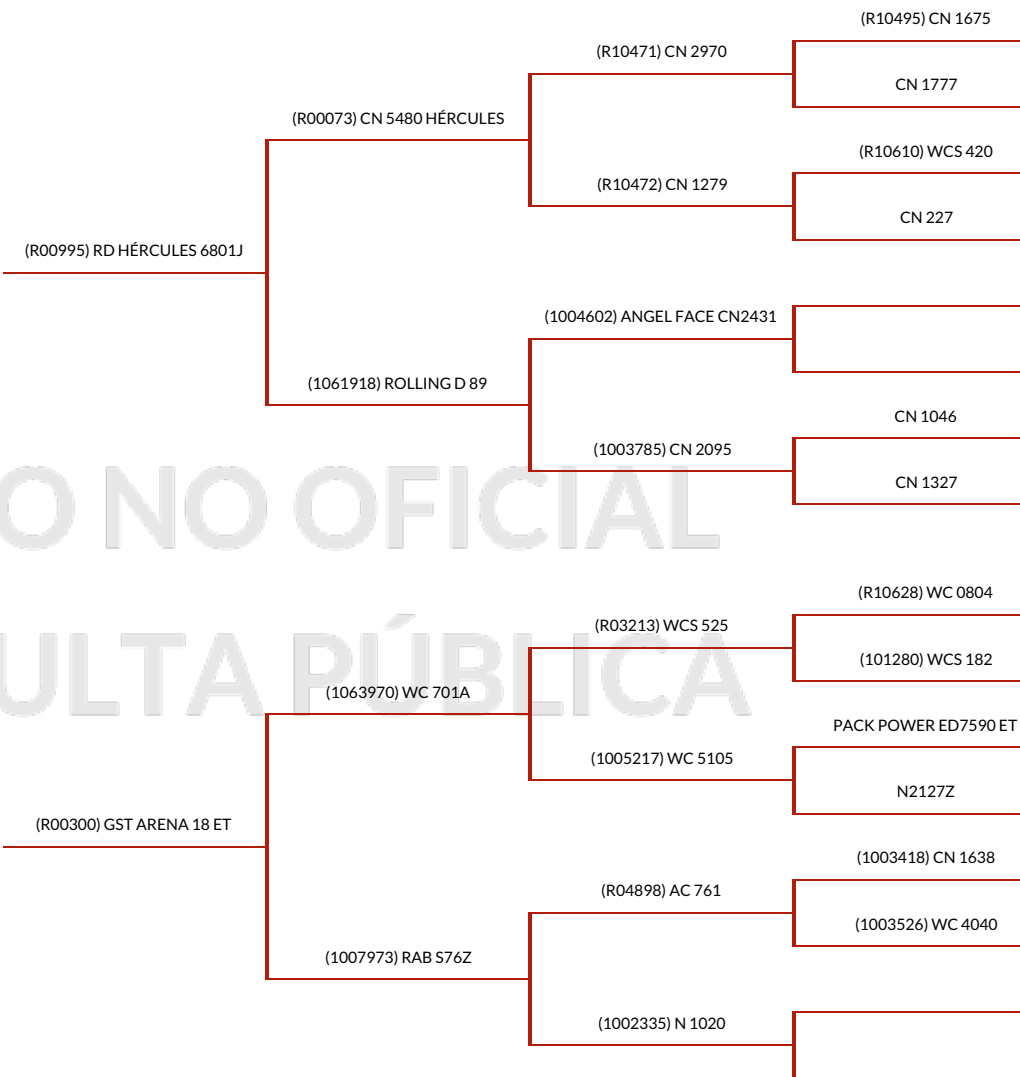 (R10495) CN 1675
(R10471) CN 2970
CN 1777
(R00073) CN 5480 HÉRCULES
(R10610) WCS 420
(R10472) CN 1279
CN 227
(R00995) RD HÉRCULES 6801J
(1004602) ANGEL FACE CN2431
(1061918) ROLLING D 89
CN 1046
(1003785) CN 2095
CN 1327
O NO OFICIAL
(R10628) WC 0804
(R03213) WCS 525
(101280) WCS 182
ULTA PÚBLICA
(1063970) WC 701A
PACK POWER ED7590 ET
(1005217) WC 5105
N2127Z
(R00300) GST ARENA 18 ET
(1003418) CN 1638
(R04898) AC 761
(1003526) WC 4040
(1007973) RAB S76Z
(1002335) N 1020